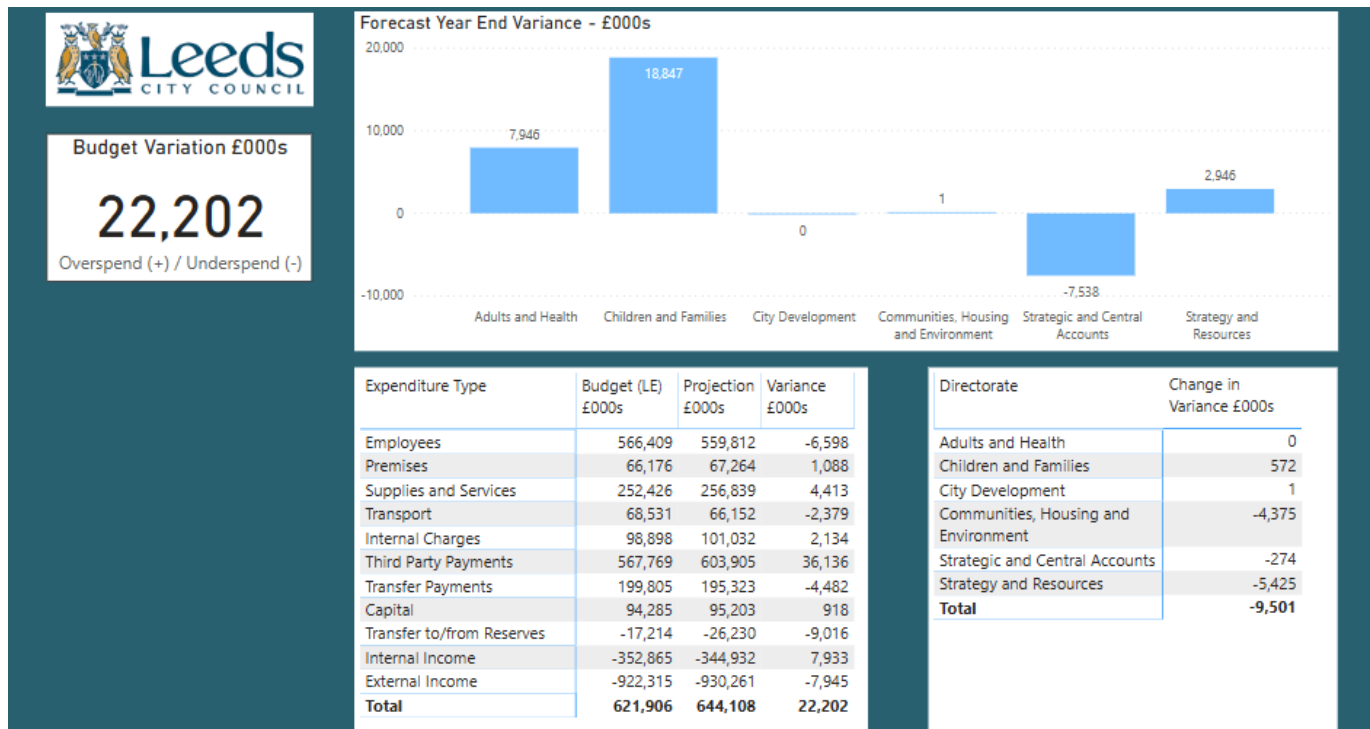 Leeds
CITY COUNCIL
Budget Variation £000s
22,202
Overspend (+) / Underspend (-)
Forecast Year End Variance - £000s
20,000
10,000
0
-10,000
7,946
18,847
0
1
-7,538
2,946
Adults and Health
Children and Families
City Development
Communities, Housing
and Environment
Strategic and Central
Accounts
Strategy and
Resources
Expenditure Type Budget (LE) Projection Variance
£000s £000s £000s
Employees 566,409 559,812 -6,598
Premises 66,176 67,264 1,088
Supplies and Services 252,426 256,839 4,413
Transport 68,531 66,152 -2,379
Internal Charges 98,898 101,032 2,134
Third Party Payments 567,769 603,905 36,136
Transfer Payments 199,805 195,323 -4,482
Capital 94,285 95,203 918
Transfer to/from Reserves -17,214 -26,230 -9,016
Internal Income -352,865 -344,932 7,933
External Income -922,315 -930,261 -7,945
Total 621,906 644,108 22,202
Directorate Change in
Variance £000s
Adults and Health 0
Children and Families 572
City Development 1
Communities, Housing and -4,375
Environment
Strategic and Central Accounts -274
Strategy and Resources -5,425
Total -9,501